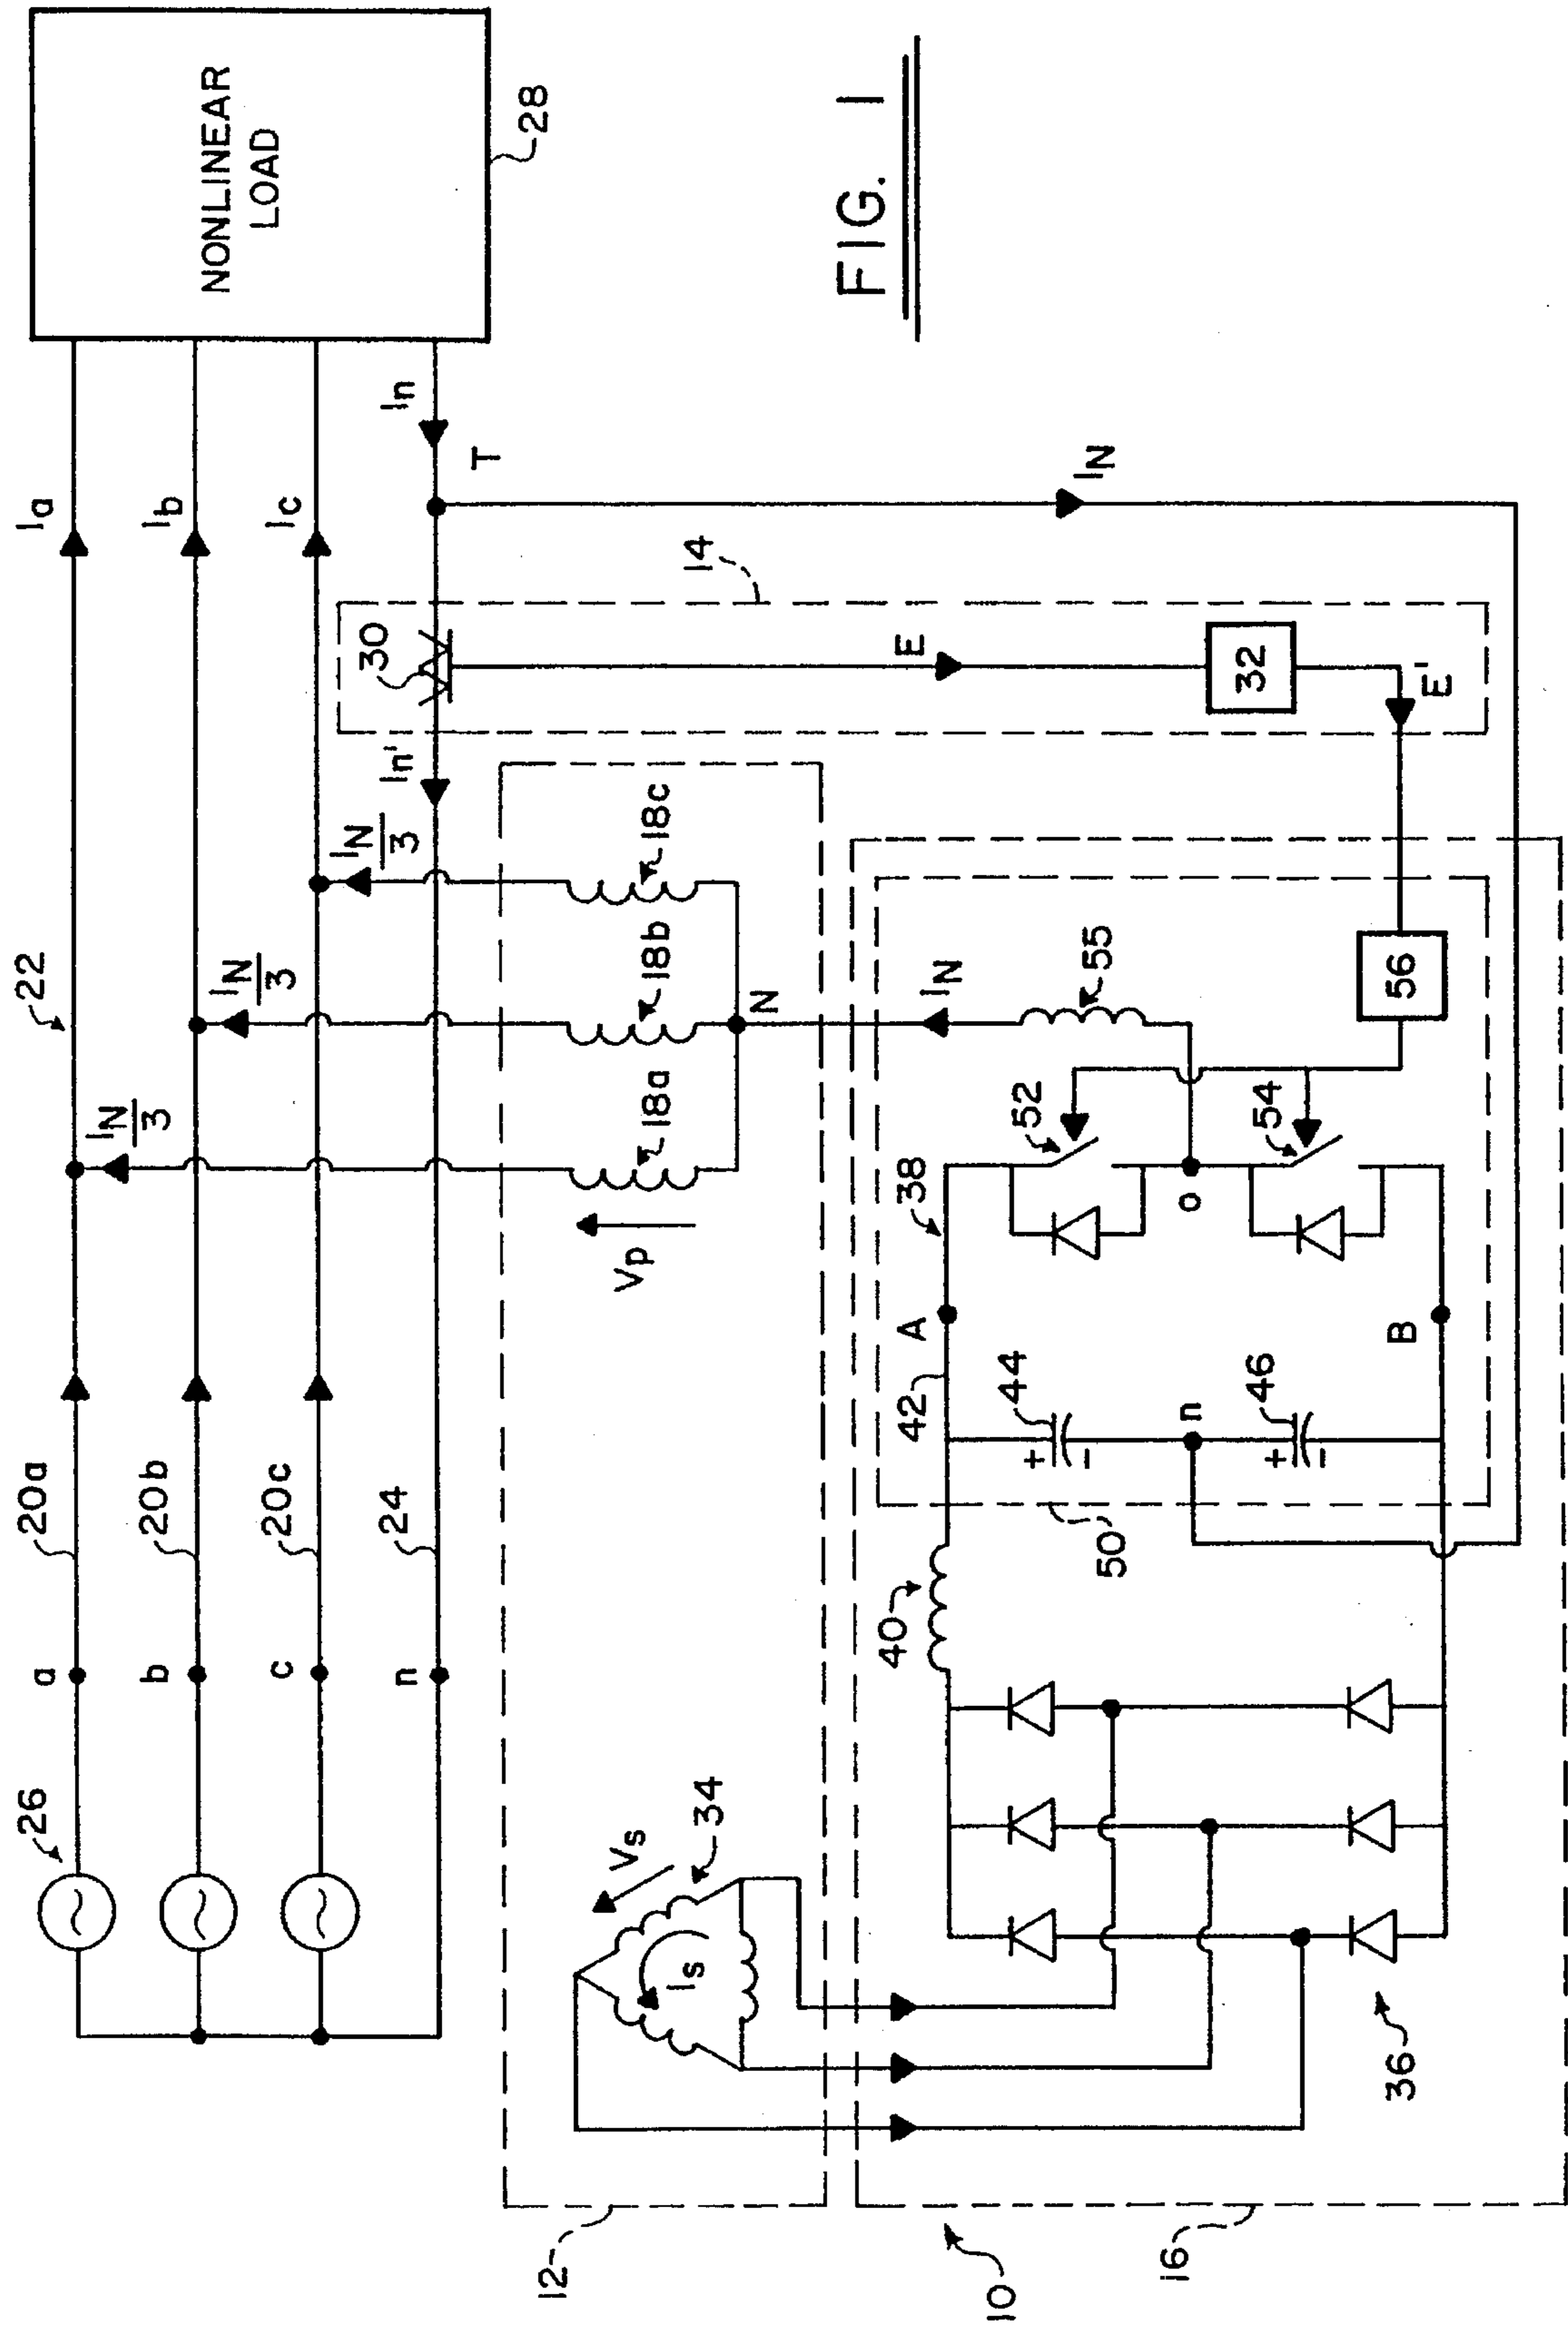 26
22
a
20a
Ia
b
20b
Ib
c
20c
Ic
n
24
In'
30
In
T
NONLINEAR
LOAD
28
IN/3
IN/3
IN/3
14
12
Vs
Is
34
Vp
18a
18b
18c
N
E
IN
FIG. 1
10
16
36
40
42
A
38
IN
55
44
+
-
52
n
o
50
46
+
-
54
B
56
32
E'